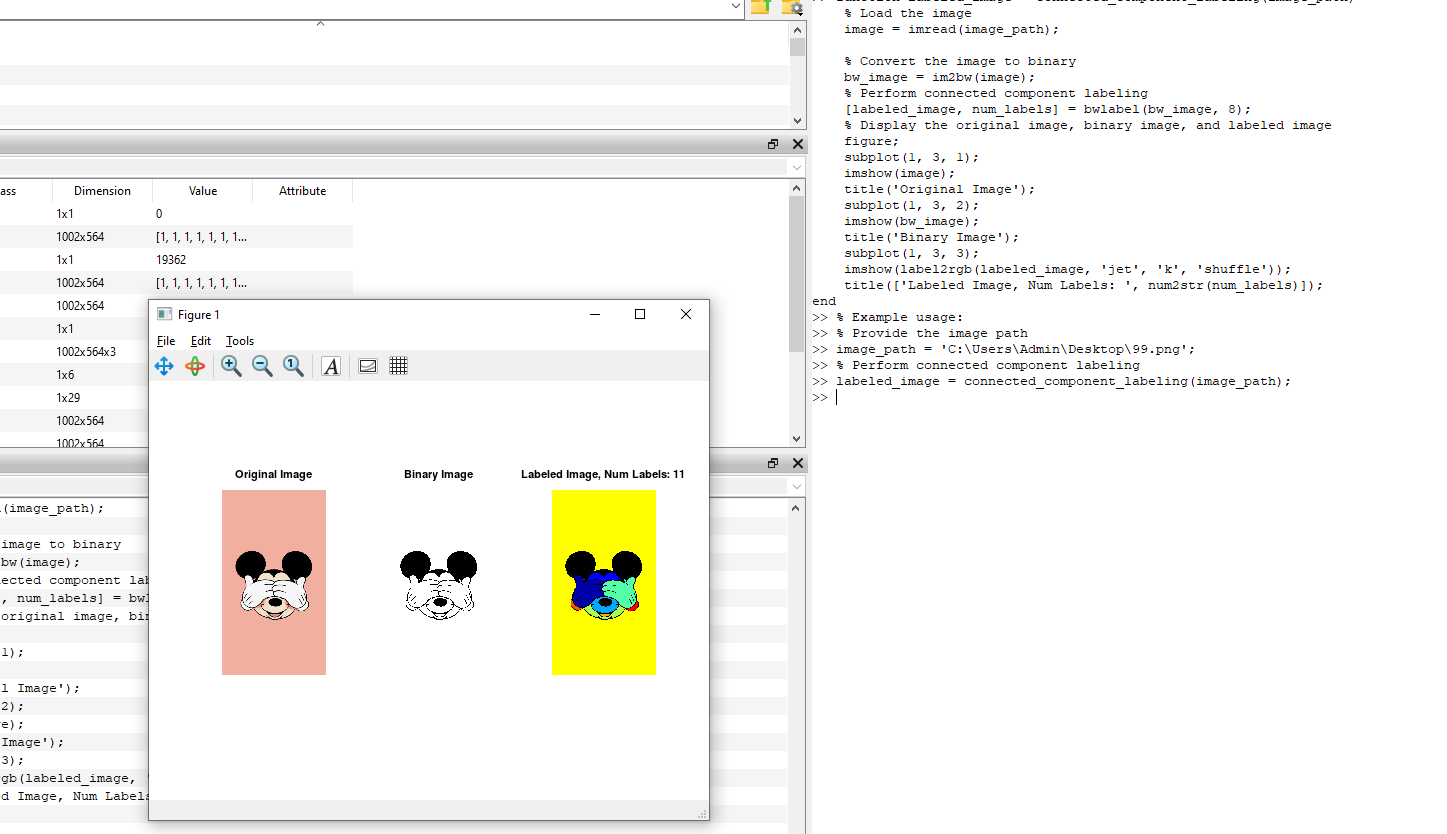 % Load the image
image = imread(image_path);
% Convert the image to binary
bw_image = im2bw(image);
% Perform connected component labeling
[labeled_image, num_labels] = bwlabel(bw_image, 8);
% Display the original image, binary image, and labeled image
figure;
subplot(1, 3, 1);
imshow(image);
title('Original Image');
subplot(1, 3, 2);
imshow(bw_image);
title('Binary Image');
subplot(1, 3, 3);
imshow(label2rgb(labeled_image, 'jet', 'k', 'shuffle'));
title(['Labeled Image, Num Labels: ', num2str(num_labels)]);
end
>> % Example usage:
>> % Provide the image path
>> image_path = 'C:\Users\Admin\Desktop\99.png';
>> % Perform connected component labeling
>> labeled_image = connected_component_labeling(image_path);
>>
ass Dimension Value Attribute
1x1 0
1002x564 [1, 1, 1, 1, 1, 1, 1...
1x1 19362
1002x564 [1, 1, 1, 1, 1, 1, 1...
1002x564
1x1
1002x564x3
1x6
1x29
1002x564
1002x564
Figure 1
File Edit Tools
1
A
Original Image Binary Image Labeled Image, Num Labels: 11
(image_path);
image to binary
bw(image);
ected component lab
, num_labels] = bw
original image, bin
1);
l Image');
2);
e);
Image');
3);
gb(labeled_image,
d Image, Num Labels